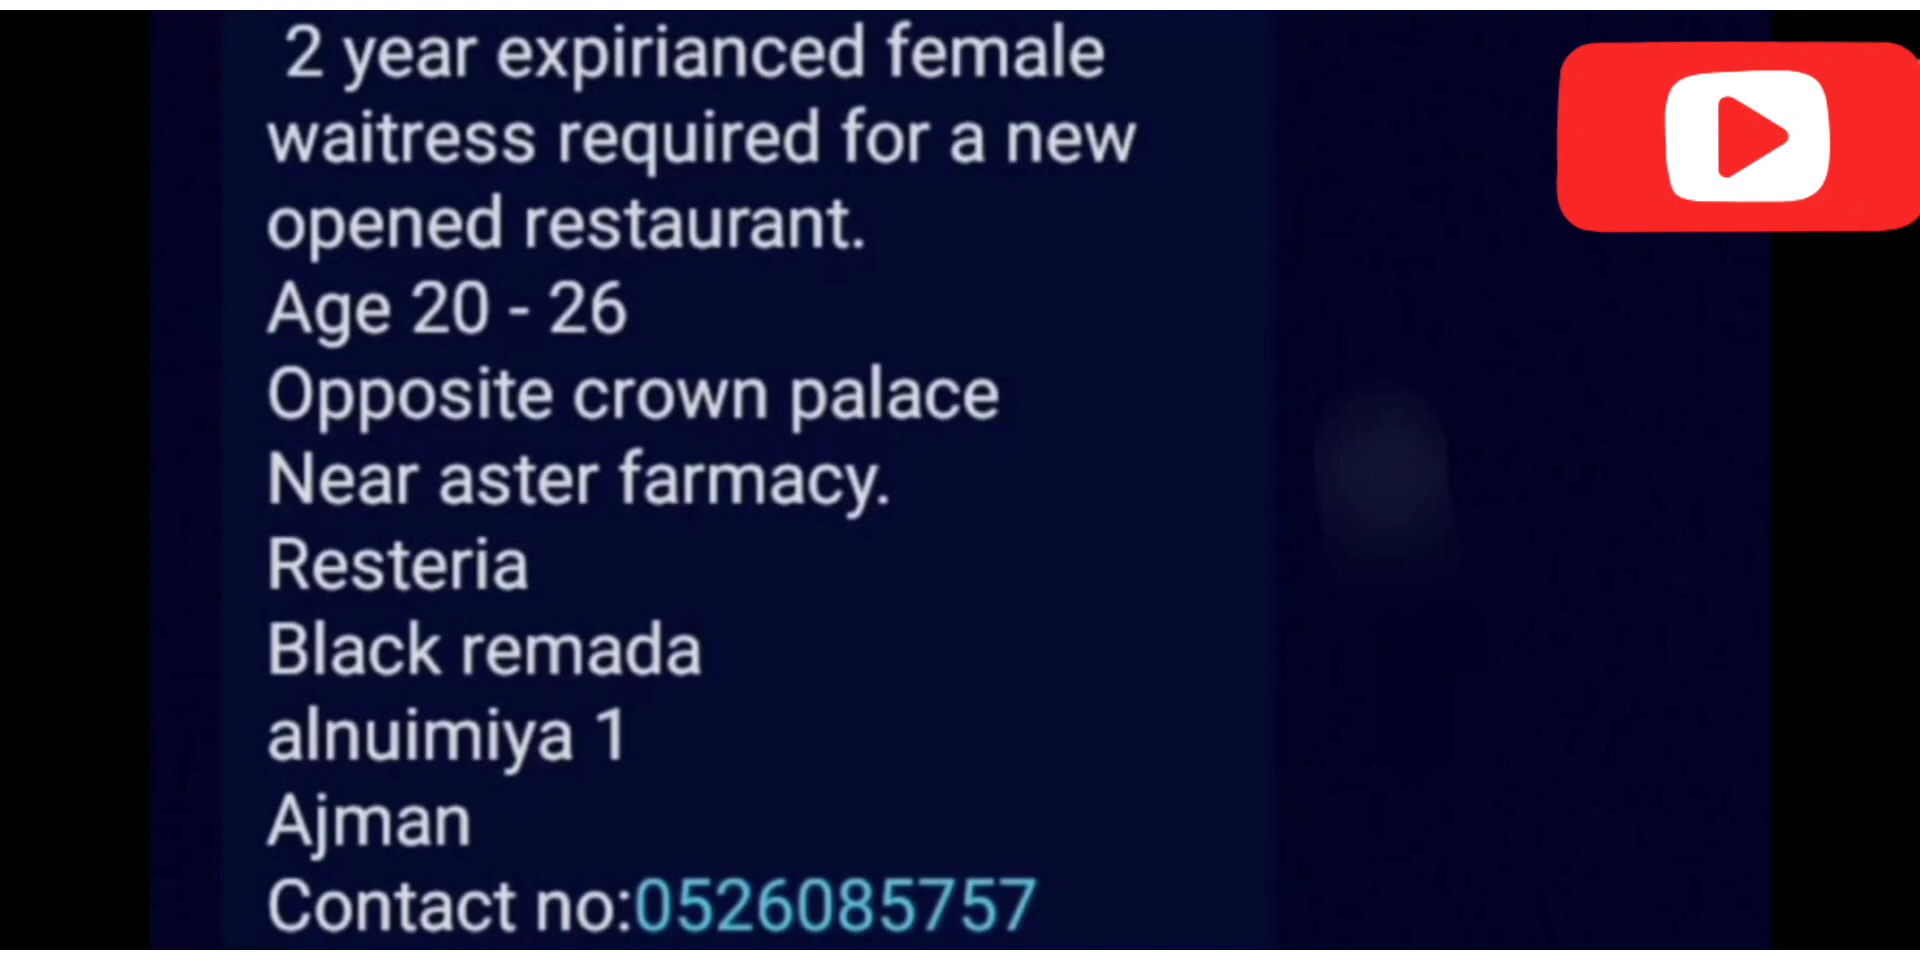 2 year expirianced female
waitress required for a new
opened restaurant.
Age 20 - 26
Opposite crown palace
Near aster farmacy.
Resteria
Black remada
alnuimiya 1
Ajman
Contact no:0526085757